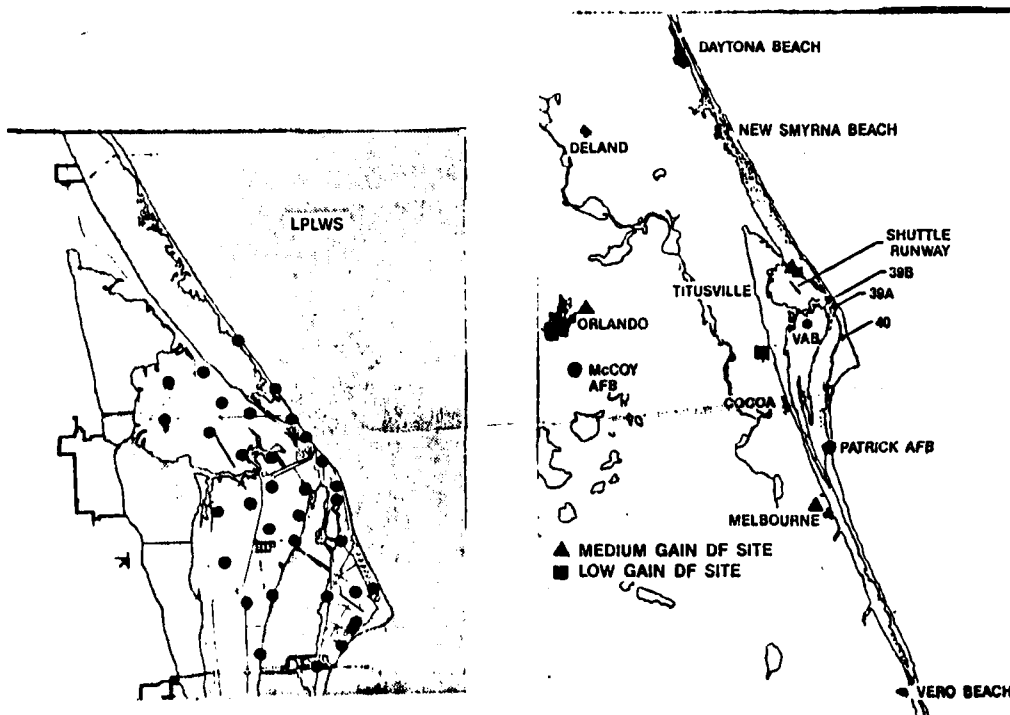 LPLWS
DAYTONA BEACH
NEW SMYRNA BEACH
DELAND
SHUTTLE
RUNWAY
39B
TITUSVILLE
39A
40
ORLANDO
VAB
McCOY
AFB
COCOA
PATRICK AFB
MELBOURNE
▲ MEDIUM GAIN DF SITE
■ LOW GAIN DF SITE
VERO BEACH